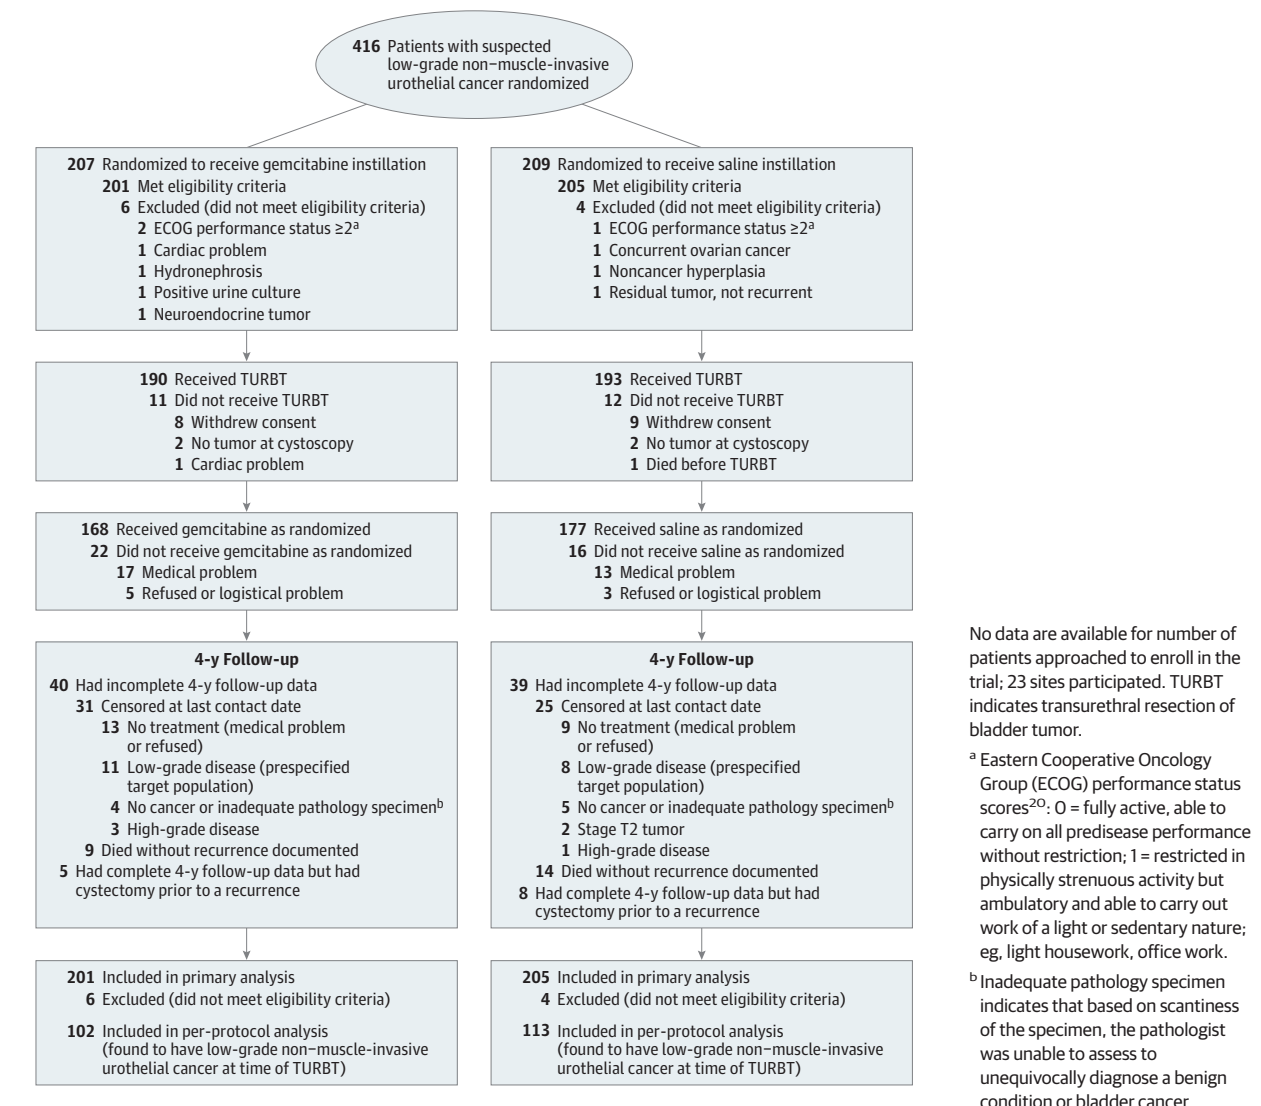 416 Patients with suspected
low-grade non–muscle-invasive
urothelial cancer randomized
207 Randomized to receive gemcitabine instillation
201 Met eligibility criteria
6 Excluded (did not meet eligibility criteria)
2 ECOG performance status ≥2a
1 Cardiac problem
1 Hydronephrosis
1 Positive urine culture
1 Neuroendocrine tumor
209 Randomized to receive saline instillation
205 Met eligibility criteria
4 Excluded (did not meet eligibility criteria)
1 ECOG performance status ≥2a
1 Concurrent ovarian cancer
1 Noncancer hyperplasia
1 Residual tumor, not recurrent
190 Received TURBT
11 Did not receive TURBT
8 Withdrew consent
2 No tumor at cystoscopy
1 Cardiac problem
193 Received TURBT
12 Did not receive TURBT
9 Withdrew consent
2 No tumor at cystoscopy
1 Died before TURBT
168 Received gemcitabine as randomized
22 Did not receive gemcitabine as randomized
17 Medical problem
5 Refused or logistical problem
177 Received saline as randomized
16 Did not receive saline as randomized
13 Medical problem
3 Refused or logistical problem
4-y Follow-up
40 Had incomplete 4-y follow-up data
31 Censored at last contact date
13 No treatment (medical problem
or refused)
11 Low-grade disease (prespecified
target population)
4 No cancer or inadequate pathology specimenb
3 High-grade disease
9 Died without recurrence documented
5 Had complete 4-y follow-up data but had
cystectomy prior to a recurrence
4-y Follow-up
39 Had incomplete 4-y follow-up data
25 Censored at last contact date
9 No treatment (medical problem
or refused)
8 Low-grade disease (prespecified
target population)
5 No cancer or inadequate pathology specimenb
2 Stage T2 tumor
1 High-grade disease
14 Died without recurrence documented
8 Had complete 4-y follow-up data but had
cystectomy prior to a recurrence
201 Included in primary analysis
6 Excluded (did not meet eligibility criteria)
102 Included in per-protocol analysis
(found to have low-grade non–muscle-invasive
urothelial cancer at time of TURBT)
205 Included in primary analysis
4 Excluded (did not meet eligibility criteria)
113 Included in per-protocol analysis
(found to have low-grade non–muscle-invasive
urothelial cancer at time of TURBT)
No data are available for number of
patients approached to enroll in the
trial; 23 sites participated. TURBT
indicates transurethral resection of
bladder tumor.
a Eastern Cooperative Oncology
Group (ECOG) performance status
scores20: 0 = fully active, able to
carry on all predisease performance
without restriction; 1 = restricted in
physically strenuous activity but
ambulatory and able to carry out
work of a light or sedentary nature;
eg, light housework, office work.
b Inadequate pathology specimen
indicates that based on scantiness
of the specimen, the pathologist
was unable to assess to
unequivocally diagnose a benign
condition or bladder cancer